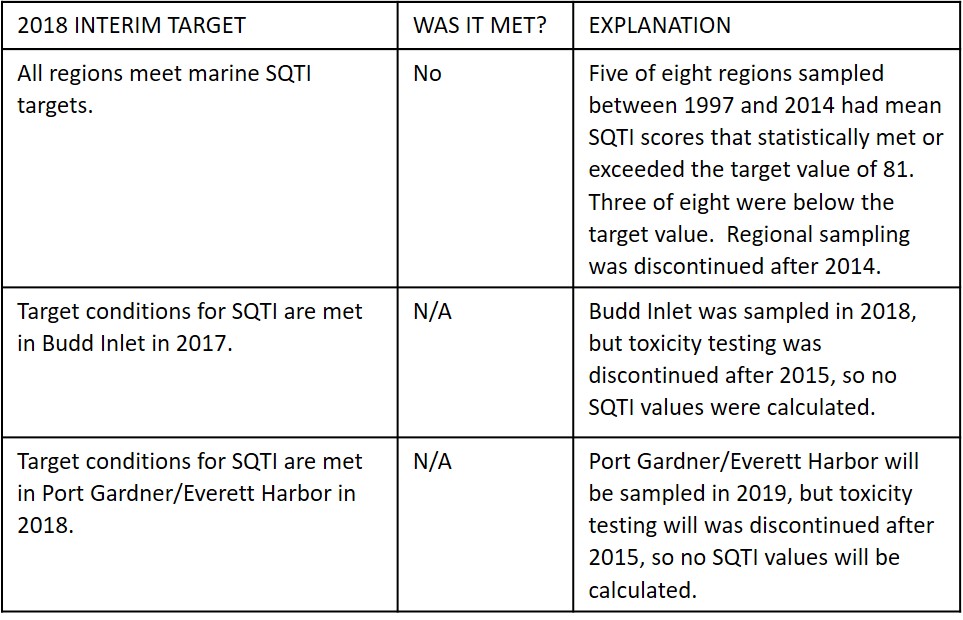 2018 INTERIM TARGET
WAS IT MET?
EXPLANATION
All regions meet marine SQTI
targets.
No
Five of eight regions sampled
between 1997 and 2014 had mean
SQTI scores that statistically met or
exceeded the target value of 81.
Three of eight were below the
target value.  Regional sampling
was discontinued after 2014.
Target conditions for SQTI are met
in Budd Inlet in 2017.
N/A
Budd Inlet was sampled in 2018,
but toxicity testing was
discontinued after 2015, so no
SQTI values were calculated.
Target conditions for SQTI are met
in Port Gardner/Everett Harbor in
2018.
N/A
Port Gardner/Everett Harbor will
be sampled in 2019, but toxicity
testing will was discontinued after
2015, so no SQTI values will be
calculated.